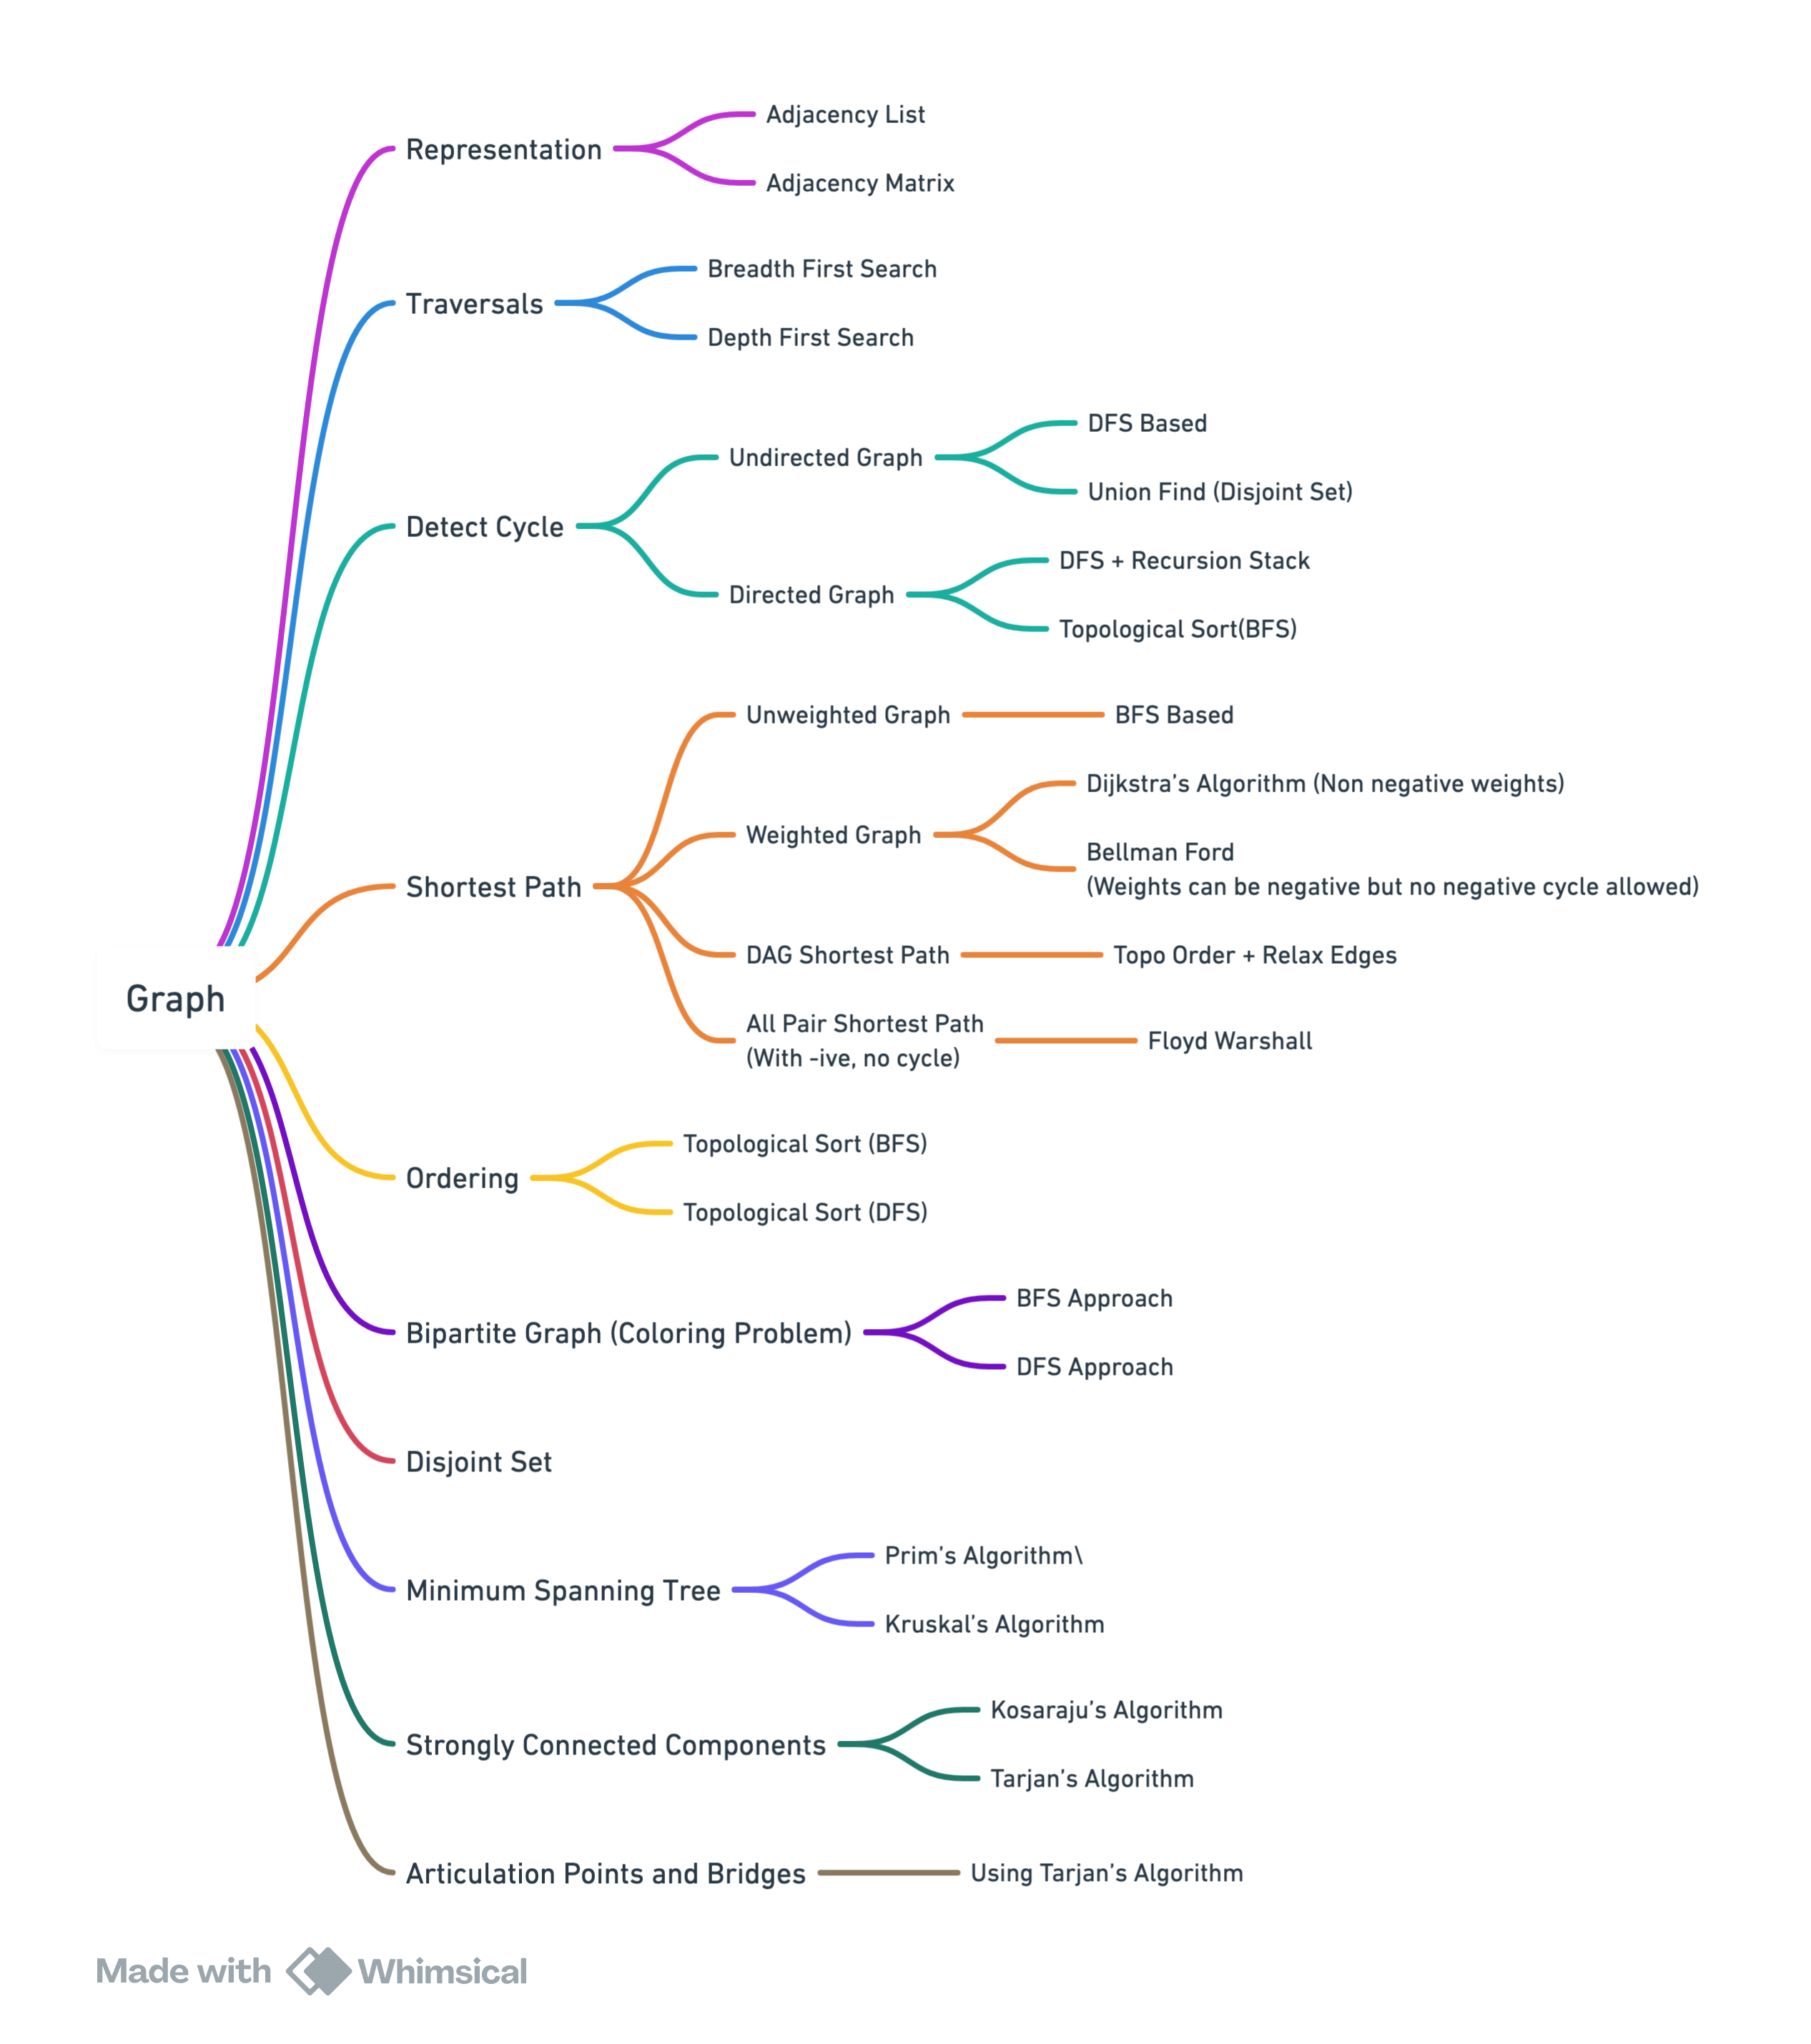 Graph
Representation
Adjacency List
Adjacency Matrix
Traversals
Breadth First Search
Depth First Search
Detect Cycle
Undirected Graph
DFS Based
Union Find (Disjoint Set)
Directed Graph
DFS + Recursion Stack
Topological Sort(BFS)
Shortest Path
Unweighted Graph
BFS Based
Weighted Graph
Dijkstra's Algorithm (Non negative weights)
Bellman Ford
(Weights can be negative but no negative cycle allowed)
DAG Shortest Path
Topo Order + Relax Edges
All Pair Shortest Path
(With -ive, no cycle)
Floyd Warshall
Ordering
Topological Sort (BFS)
Topological Sort (DFS)
Bipartite Graph (Coloring Problem)
BFS Approach
DFS Approach
Disjoint Set
Minimum Spanning Tree
Prim's Algorithm\
Kruskal's Algorithm
Strongly Connected Components
Kosaraju's Algorithm
Tarjan's Algorithm
Articulation Points and Bridges
Using Tarjan's Algorithm
Made with Whimsical